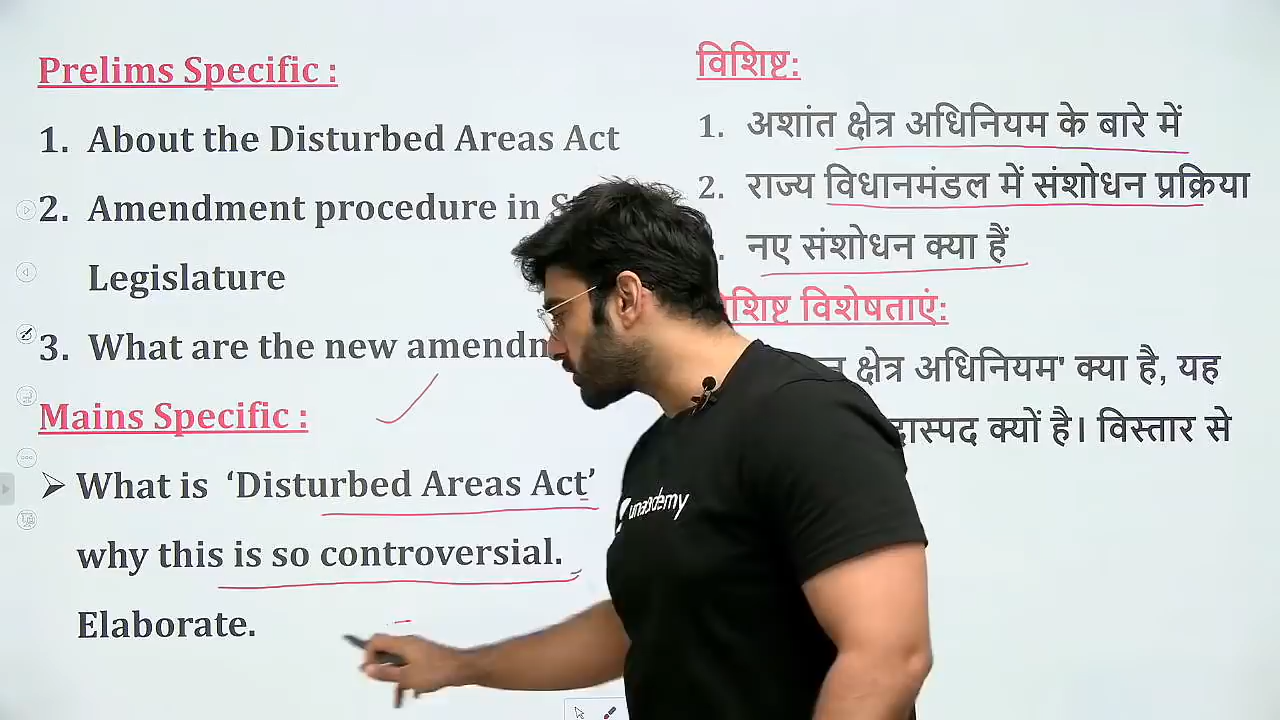 Prelims Specific :
1. About the Disturbed Areas Act
2. Amendment procedure in
Legislature
3. What are the new
Mains Specific :
➤ What is ‘Disturbed Areas Act’
why this is so controversial.
Elaborate.
विशिष्ट:
1. अशांत क्षेत्र अधिनियम के बारे में
2. राज्य विधानमंडल में संशोधन प्रक्रिया
नए संशोधन क्या हैं
विशेषताएं:
क्षेत्र अधिनियम' क्या है, यह
क्यों है। विस्तार से
unacademy